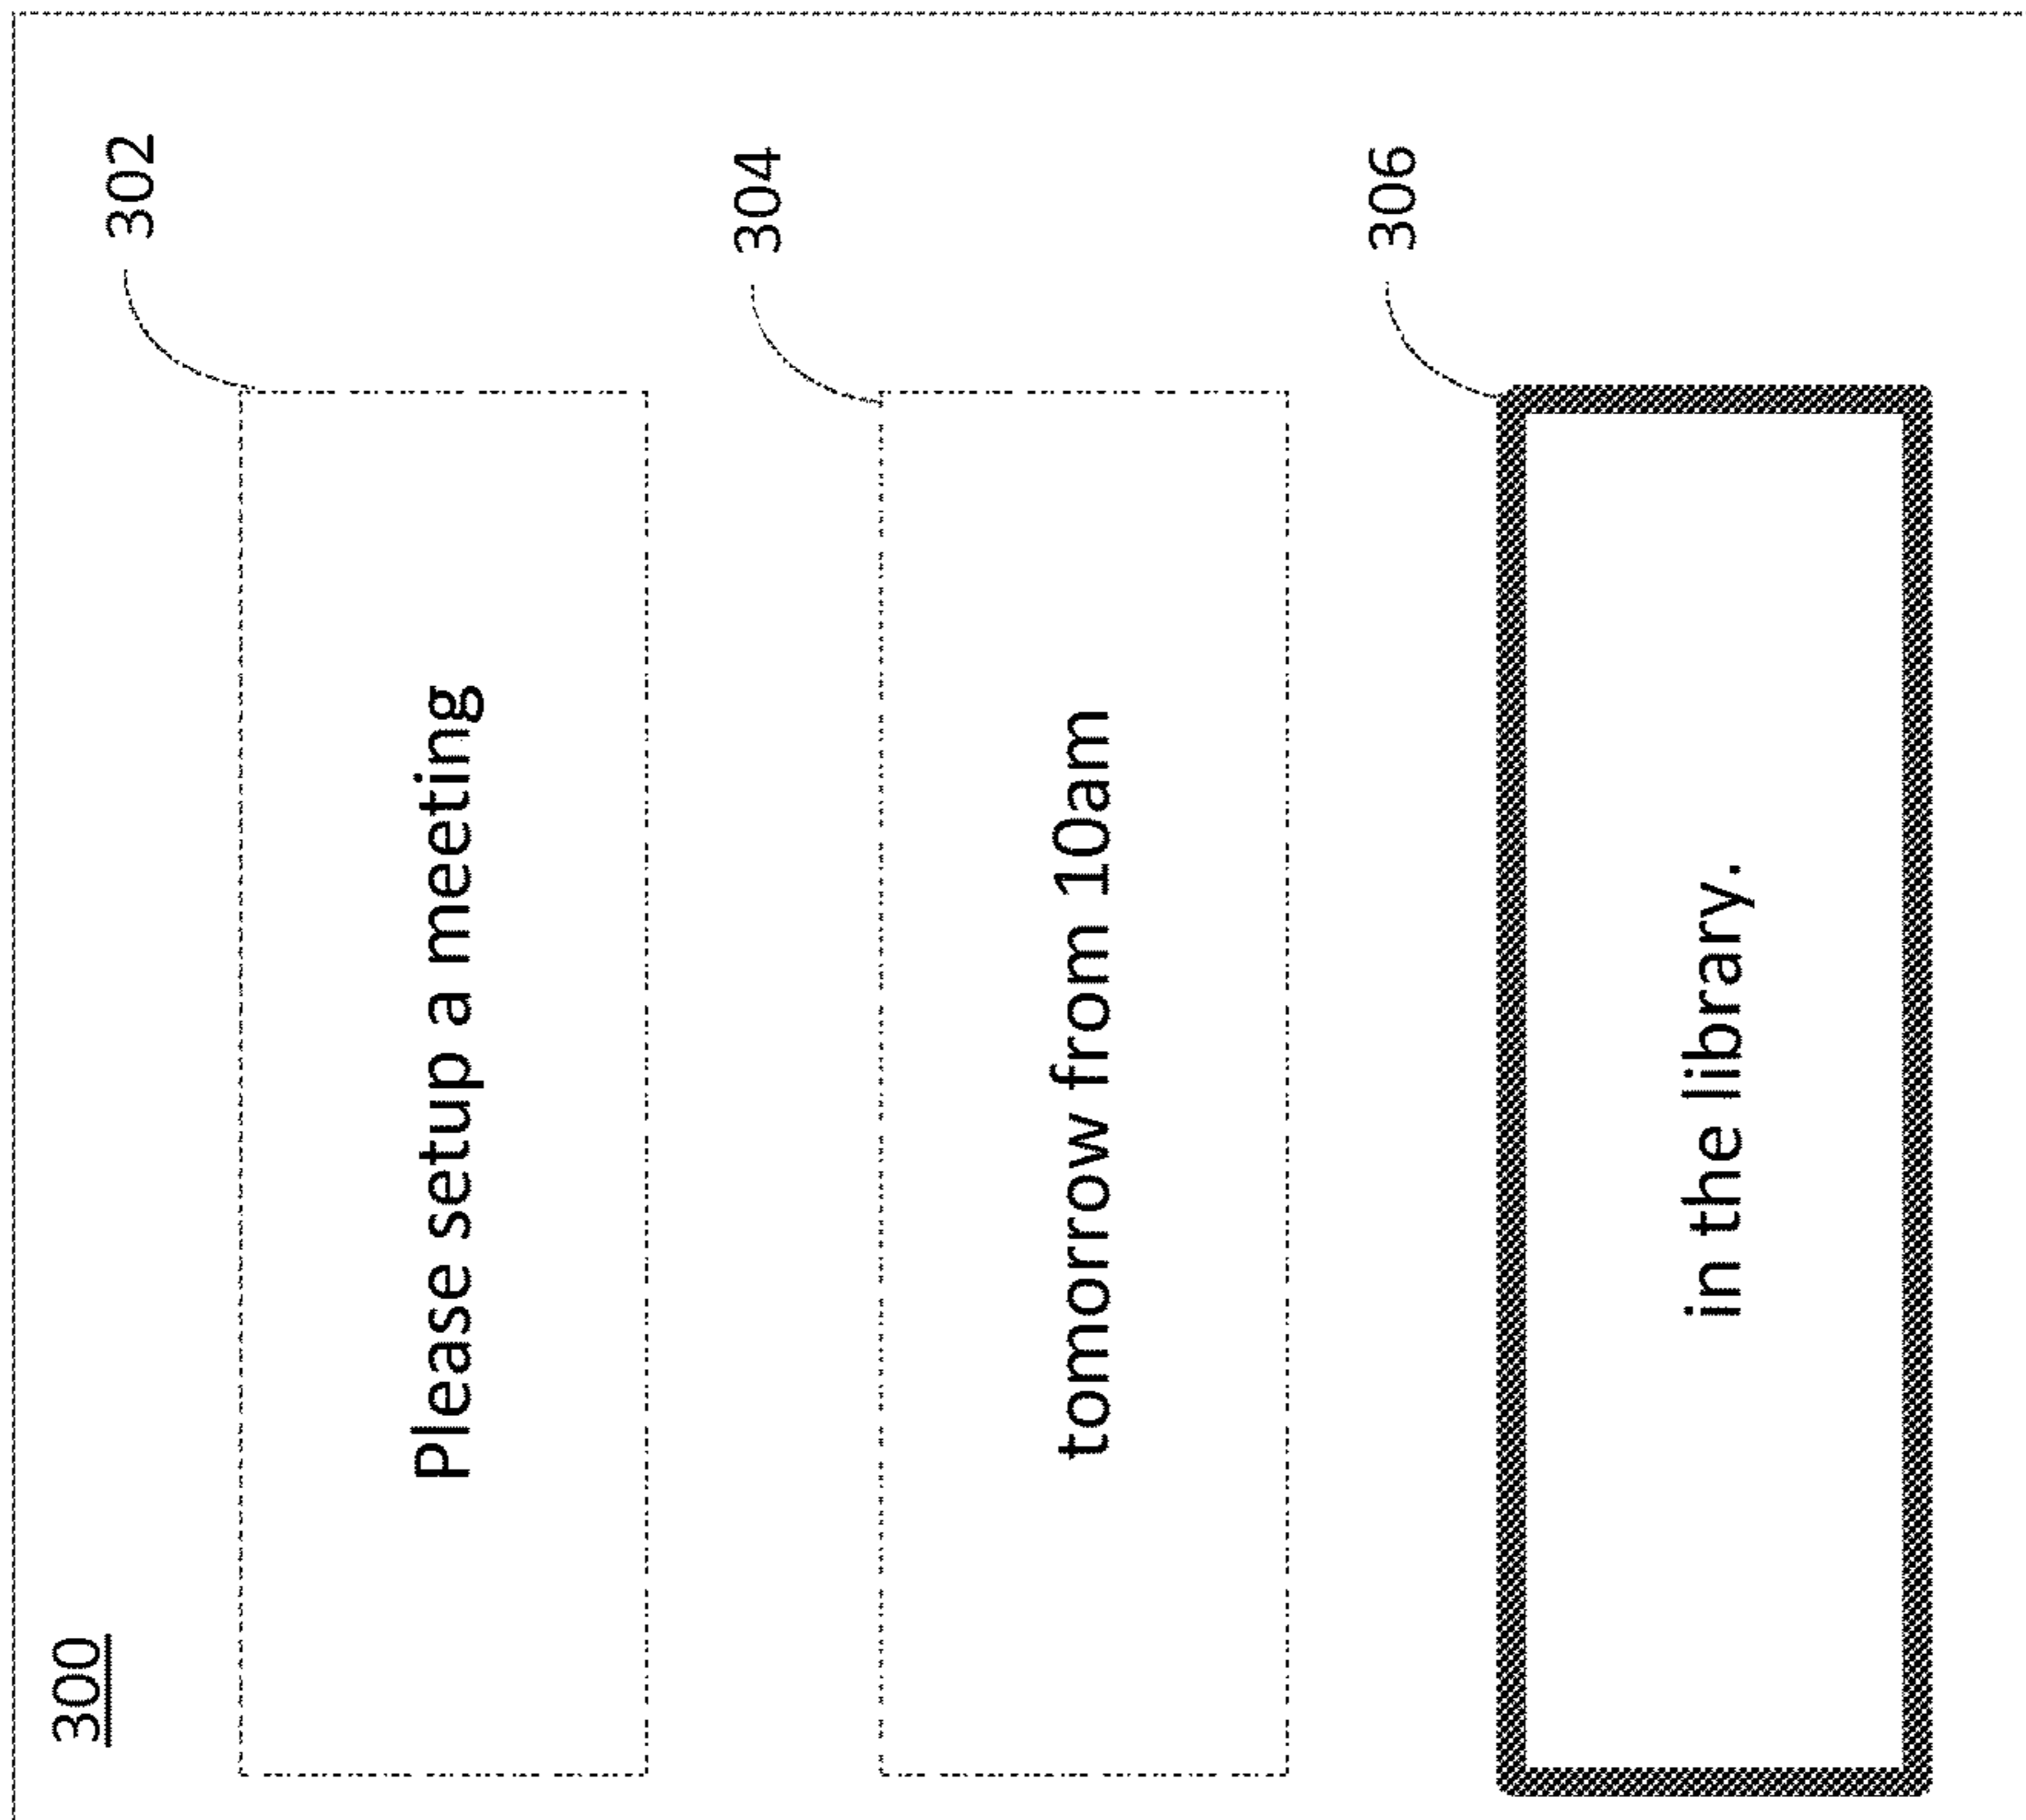 300
302
Please setup a meeting
304
tomorrow from 10am
306
in the library.